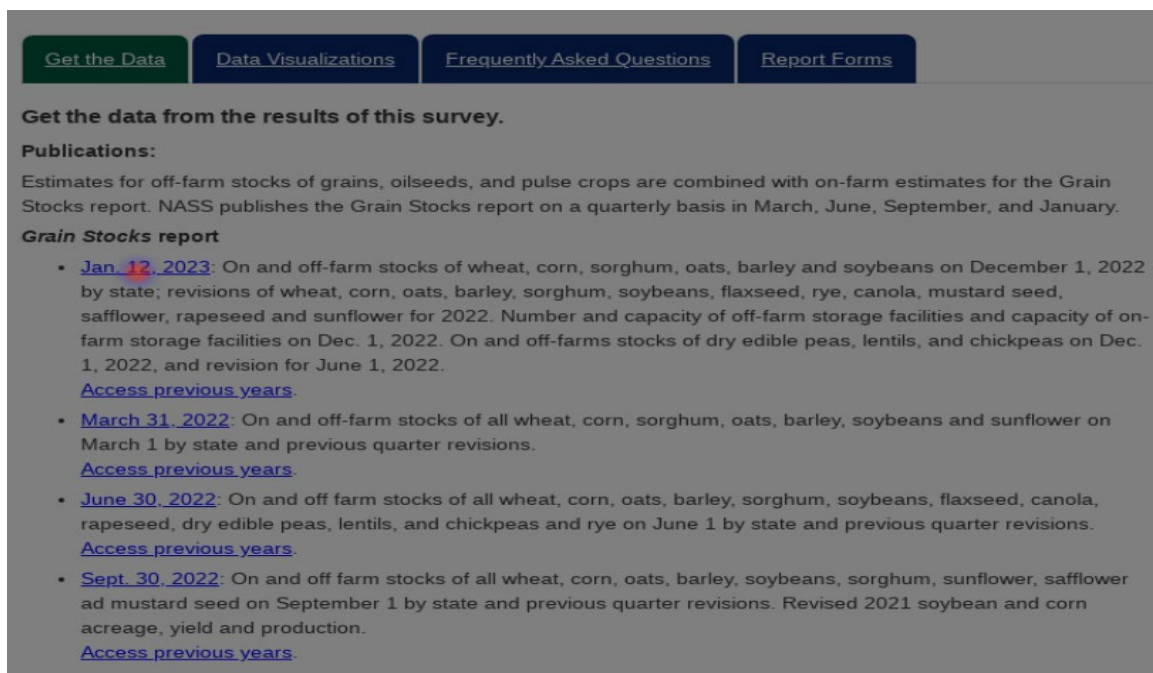 Get the Data Data Visualizations Frequently Asked Questions Report Forms
Get the data from the results of this survey.
Publications:
Estimates for off-farm stocks of grains, oilseeds, and pulse crops are combined with on-farm estimates for the Grain
Stocks report. NASS publishes the Grain Stocks report on a quarterly basis in March, June, September, and January.
Grain Stocks report
• Jan. 12, 2023: On and off-farm stocks of wheat, corn, sorghum, oats, barley and soybeans on December 1, 2022
by state; revisions of wheat, corn, oats, barley, sorghum, soybeans, flaxseed, rye, canola, mustard seed,
safflower, rapeseed and sunflower for 2022. Number and capacity of off-farm storage facilities and capacity of on-
farm storage facilities on Dec. 1, 2022. On and off-farms stocks of dry edible peas, lentils, and chickpeas on Dec.
1, 2022, and revision for June 1, 2022.
Access previous years.
• March 31, 2022: On and off-farm stocks of all wheat, corn, sorghum, oats, barley, soybeans and sunflower on
March 1 by state and previous quarter revisions.
Access previous years.
• June 30, 2022: On and off farm stocks of all wheat, corn, oats, barley, sorghum, soybeans, flaxseed, canola,
rapeseed, dry edible peas, lentils, and chickpeas and rye on June 1 by state and previous quarter revisions.
Access previous years.
• Sept. 30, 2022: On and off farm stocks of all wheat, corn, oats, barley, soybeans, sorghum, sunflower, safflower
ad mustard seed on September 1 by state and previous quarter revisions. Revised 2021 soybean and corn
acreage, yield and production.
Access previous years.